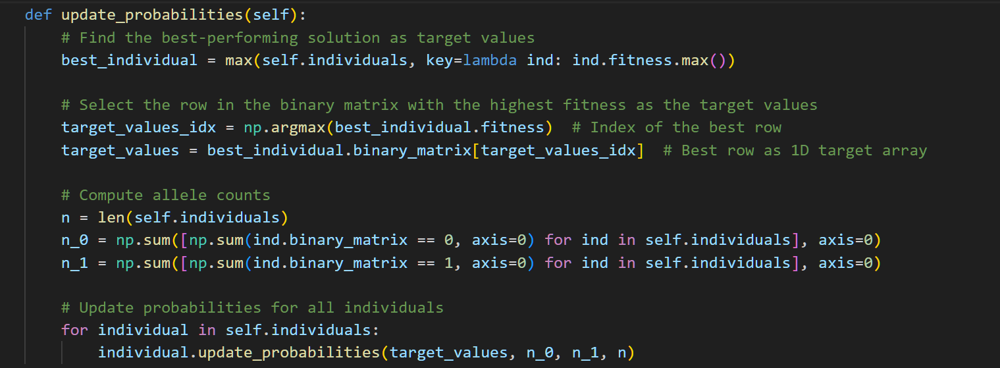 def update_probabilities(self):
    # Find the best-performing solution as target values
    best_individual = max(self.individuals, key=lambda ind: ind.fitness.max())

    # Select the row in the binary matrix with the highest fitness as the target values
    target_values_idx = np.argmax(best_individual.fitness)  # Index of the best row
    target_values = best_individual.binary_matrix[target_values_idx]  # Best row as 1D target array

    # Compute allele counts
    n = len(self.individuals)
    n_0 = np.sum([np.sum(ind.binary_matrix == 0, axis=0) for ind in self.individuals], axis=0)
    n_1 = np.sum([np.sum(ind.binary_matrix == 1, axis=0) for ind in self.individuals], axis=0)

    # Update probabilities for all individuals
    for individual in self.individuals:
        individual.update_probabilities(target_values, n_0, n_1, n)